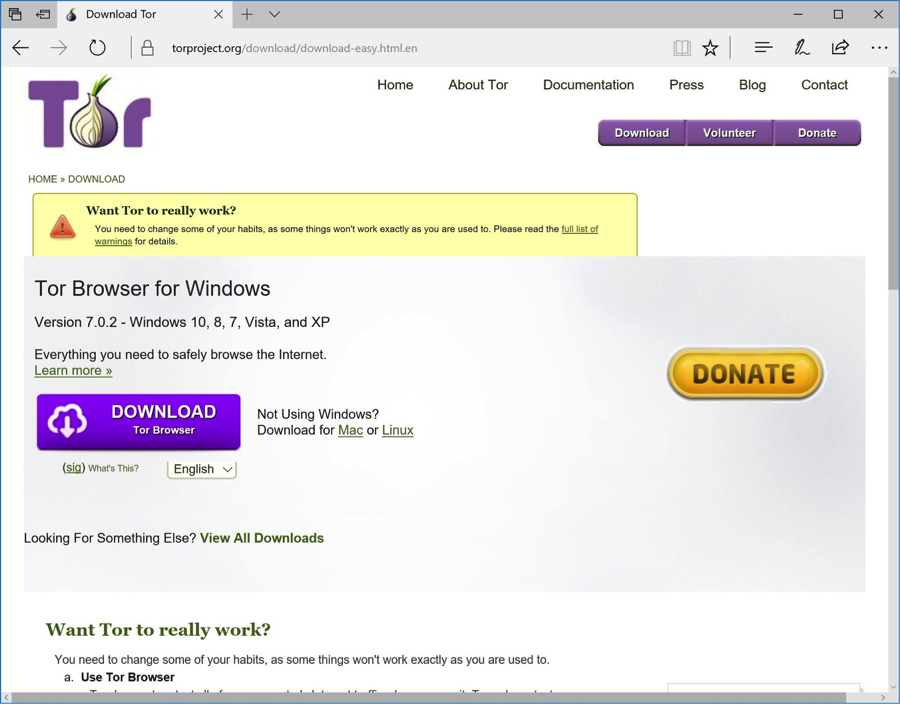 Download Tor
torproject.org/download/download-easy.html.en
Tor
Home About Tor Documentation Press Blog Contact
Download Volunteer Donate
HOME » DOWNLOAD
Want Tor to really work?
You need to change some of your habits, as some things won't work exactly as you are used to. Please read the full list of
warnings for details.
Tor Browser for Windows
Version 7.0.2 - Windows 10, 8, 7, Vista, and XP
Everything you need to safely browse the Internet.
Learn more »
DONATE
DOWNLOAD
Tor Browser
Not Using Windows?
Download for Mac or Linux
(sig) What's This?
English
Looking For Something Else? View All Downloads
Want Tor to really work?
You need to change some of your habits, as some things won't work exactly as you are used to.
a. Use Tor Browser